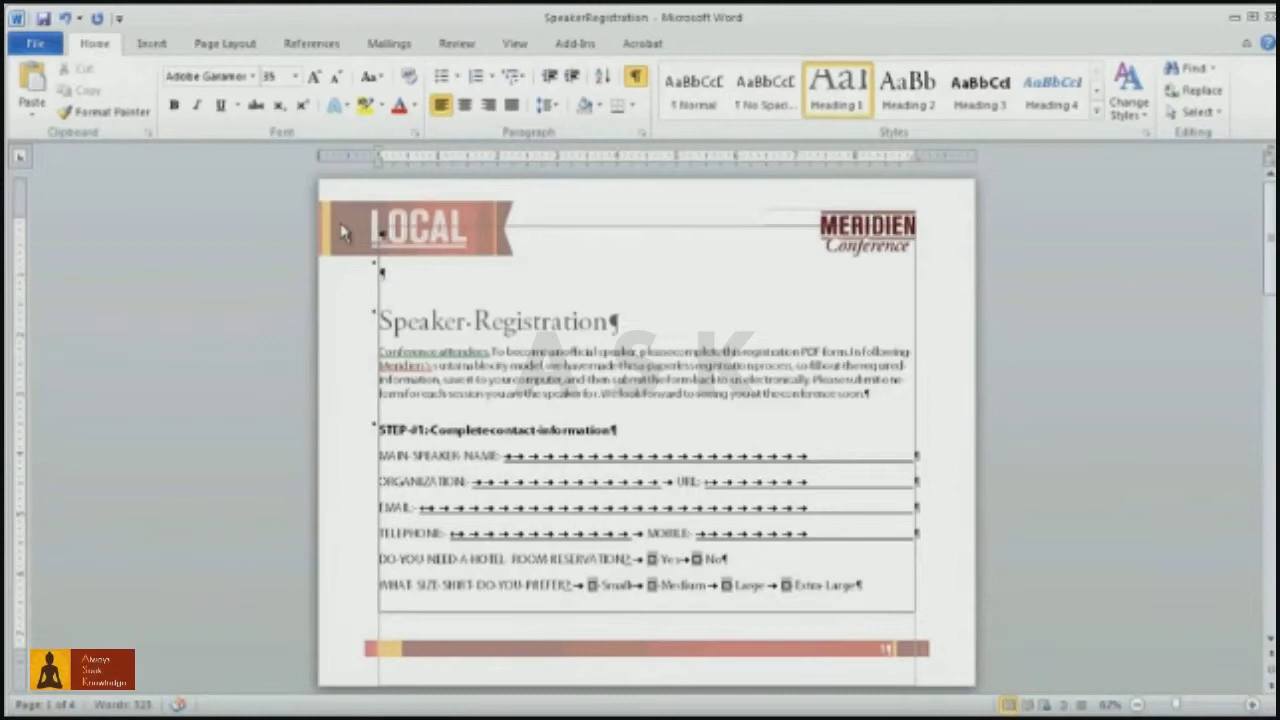 SpeakerRegistration - Microsoft Word
File Home Insert Page Layout References Mailings Review View Add-Ins Acrobat
Paste
Cut
Copy
Format Painter
Clipboard
Adobe Garamon 35
Font
Paragraph
AaBbCcD AaBbCcD AaI AaBb AaBbCcI AaBbCcI
¶ Normal ¶ No Spaci... Heading 1 Heading 2 Heading 3 Heading 4
Change Styles
Styles
Find
Replace
Select
Editing
LOCAL
MERIDIEN
Conference
Speaker·Registration¶
Conference attendees, To become an official speaker, please complete this registration PDF form. In following
Meridien's sustainable city model, we have made this a paperless registration process, so fill out the required
information, save it to your computer, and then submit the form back to us electronically. Please submit one
form for each session you are the speaker for. We look forward to seeing you at the conference soon.¶
STEP·#1:·Complete contact·information¶
MAIN·SPEAKER·NAME:
ORGANIZATION: URL:
EMAIL:
TELEPHONE: MOBILE:
DO·YOU·NEED·A·HOTEL·ROOM·RESERVATION? Yes No¶
WHAT·SIZE·SHIRT·DO·YOU·PREFER? Small Medium Large Extra·Large¶
1¶
ASK
Always
Seek
Knowledge
Page: 1 of 4 Words: 323
62%